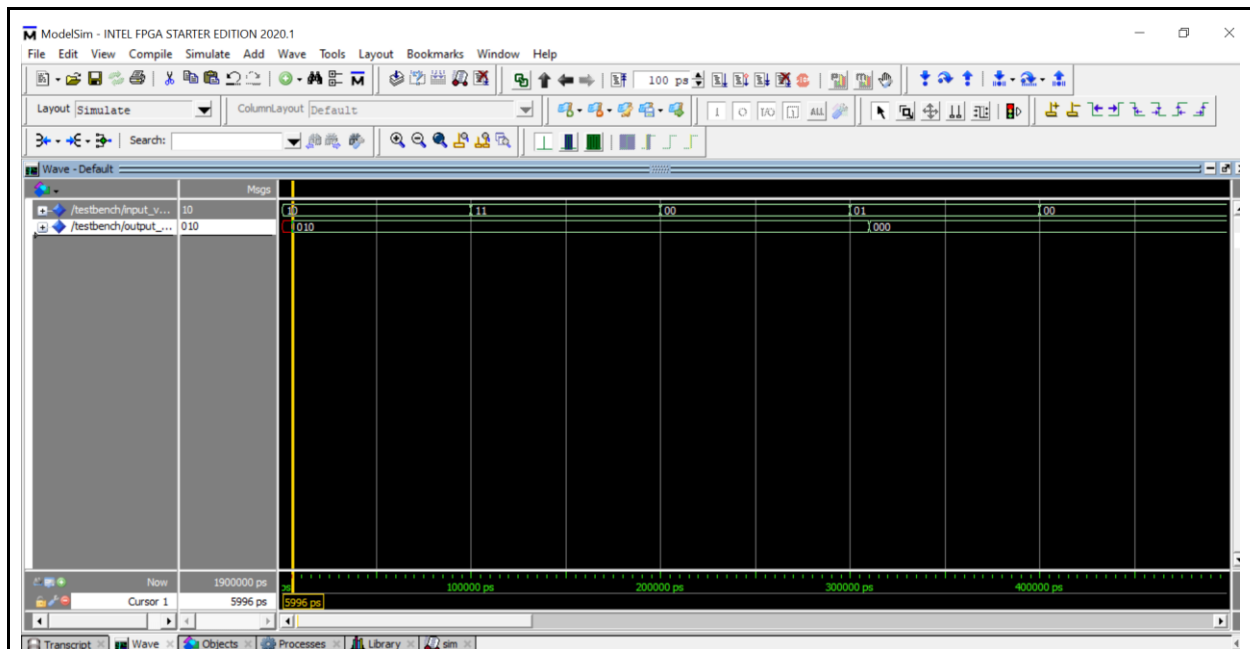 ModelSim - INTEL FPGA STARTER EDITION 2020.1
File Edit View Compile Simulate Add Wave Tools Layout Bookmarks Window Help
100 ps
Layout Simulate ColumnLayout Default
I O I/O ALL
Search:
Wave - Default
Msgs
/testbench/input_v... 10 10 11 00 01 00
/testbench/output_... 010 010 000
Now 1900000 ps ps 100000 ps 200000 ps 300000 ps 400000 ps
Cursor 1 5996 ps 5996 ps
Transcript Wave Objects Processes Library sim